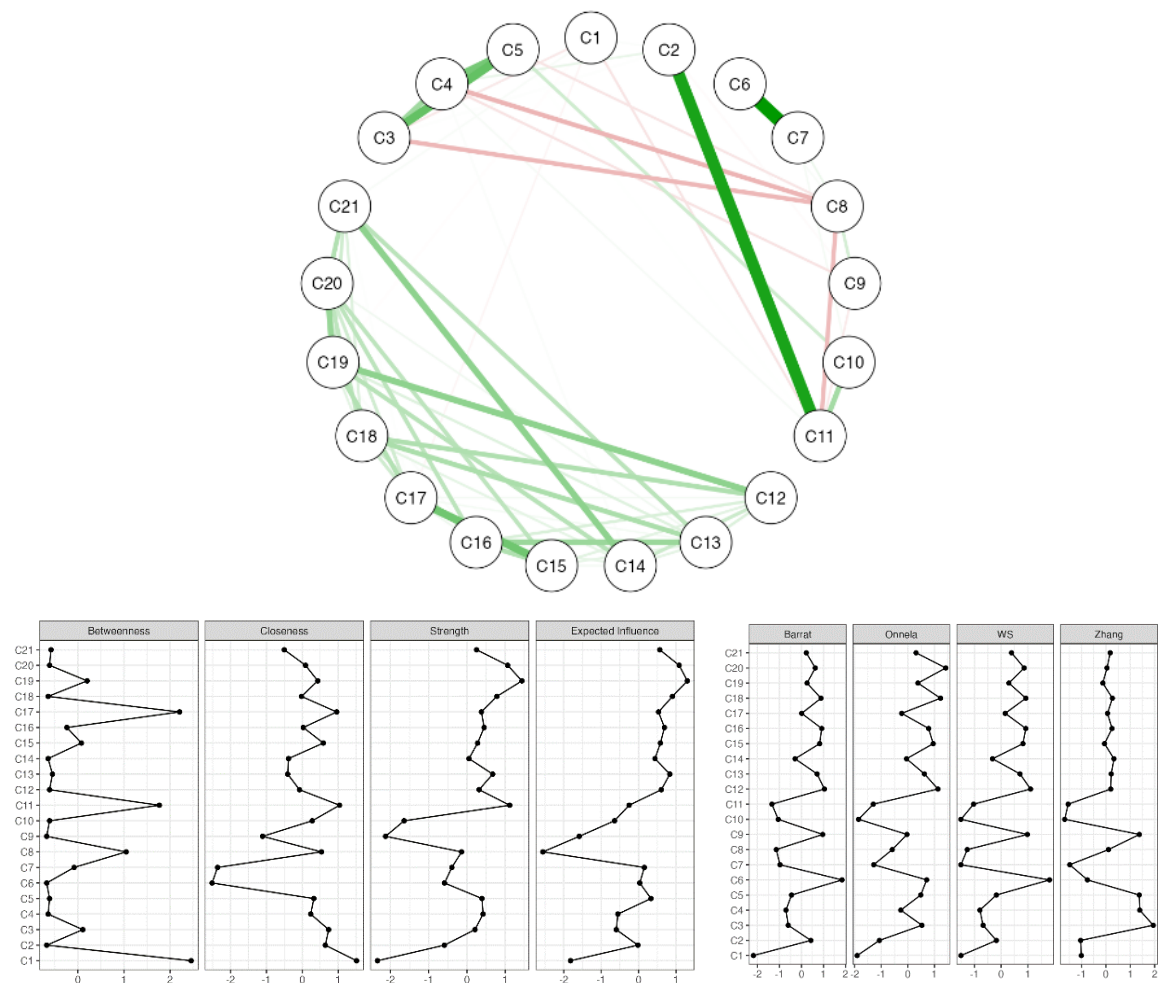 C1
C5 C2
C4 C6
C3 C7
C21 C8
C20 C9
C19 C10
C18 C11
C17 C12
C16 C13
C15 C14
Betweenness Closeness Strength Expected Influence
Barrat Onnela WS Zhang
C21
C20
C19
C18
C17
C16
C15
C14
C13
C12
C11
C10
C9
C8
C7
C6
C5
C4
C3
C2
C1
0 1 2 -2 -1 0 1 -2 -1 0 1 -2 -1 0 1
C21
C20
C19
C18
C17
C16
C15
C14
C13
C12
C11
C10
C9
C8
C7
C6
C5
C4
C3
C2
C1
-2 -1 0 1 2 -2 -1 0 1 -1 0 1 -1 0 1 2